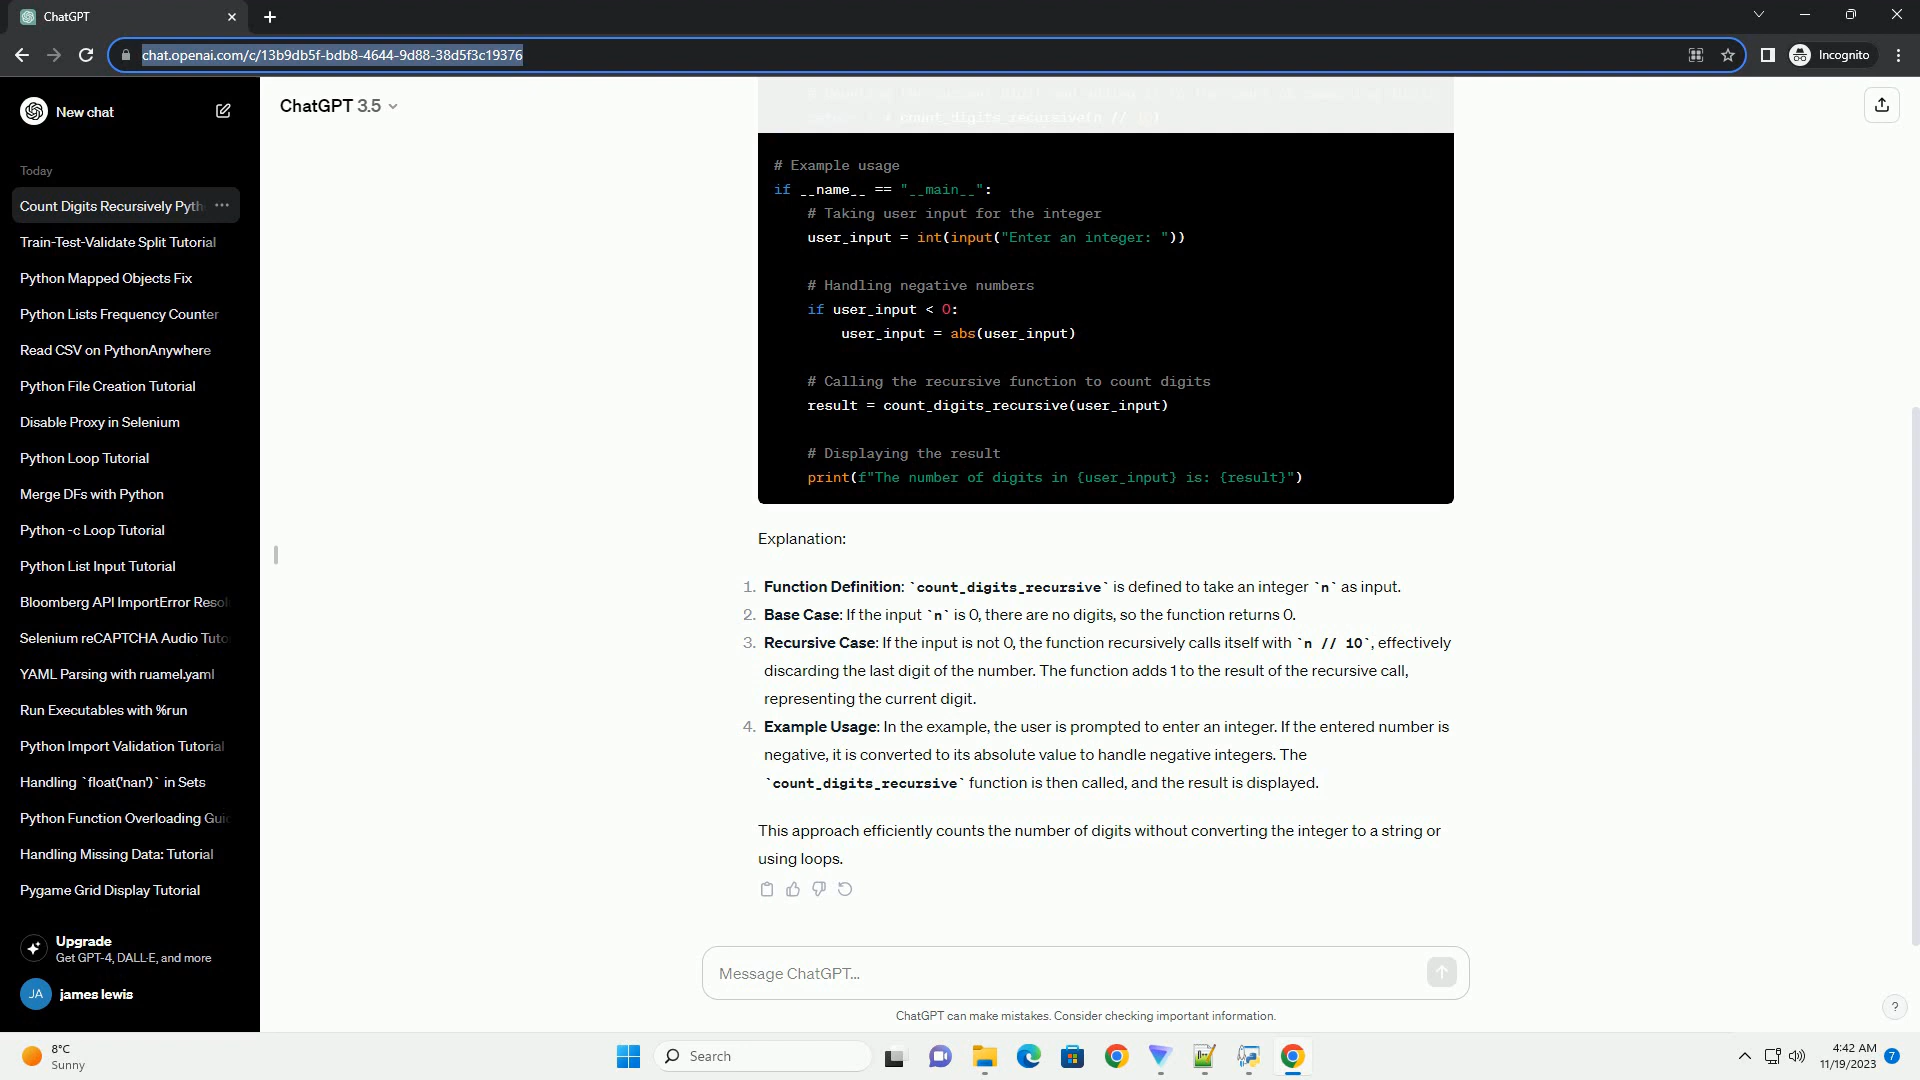 ChatGPT
chat.openai.com/c/13b9db5f-bdb8-4644-9d88-38d5f3c19376
Incognito
New chat
Today
Count Digits Recursively Pyth
Train-Test-Validate Split Tutorial
Python Mapped Objects Fix
Python Lists Frequency Counter
Read CSV on PythonAnywhere
Python File Creation Tutorial
Disable Proxy in Selenium
Python Loop Tutorial
Merge DFs with Python
Python -c Loop Tutorial
Python List Input Tutorial
Bloomberg API ImportError Resol
Selenium reCAPTCHA Audio Tuto
YAML Parsing with ruamel.yaml
Run Executables with %run
Python Import Validation Tutorial
Handling `float('nan')` in Sets
Python Function Overloading Gui
Handling Missing Data: Tutorial
Pygame Grid Display Tutorial
Upgrade
Get GPT-4, DALL·E, and more
JA
james lewis
ChatGPT 3.5
count_digits_recursive(n //
# Example usage
if __name__ == "__main__":
# Taking user input for the integer
user_input = int(input("Enter an integer: "))
# Handling negative numbers
if user_input < 0:
user_input = abs(user_input)
# Calling the recursive function to count digits
result = count_digits_recursive(user_input)
# Displaying the result
print(f"The number of digits in {user_input} is: {result}")
Explanation:
1. Function Definition: `count_digits_recursive` is defined to take an integer `n` as input.
2. Base Case: If the input `n` is 0, there are no digits, so the function returns 0.
3. Recursive Case: If the input is not 0, the function recursively calls itself with `n // 10`, effectively
discarding the last digit of the number. The function adds 1 to the result of the recursive call,
representing the current digit.
4. Example Usage: In the example, the user is prompted to enter an integer. If the entered number is
negative, it is converted to its absolute value to handle negative integers. The
`count_digits_recursive` function is then called, and the result is displayed.
This approach efficiently counts the number of digits without converting the integer to a string or
using loops.
Message ChatGPT...
ChatGPT can make mistakes. Consider checking important information.
?
8°C
Sunny
Search
4:42 AM
11/19/2023
7